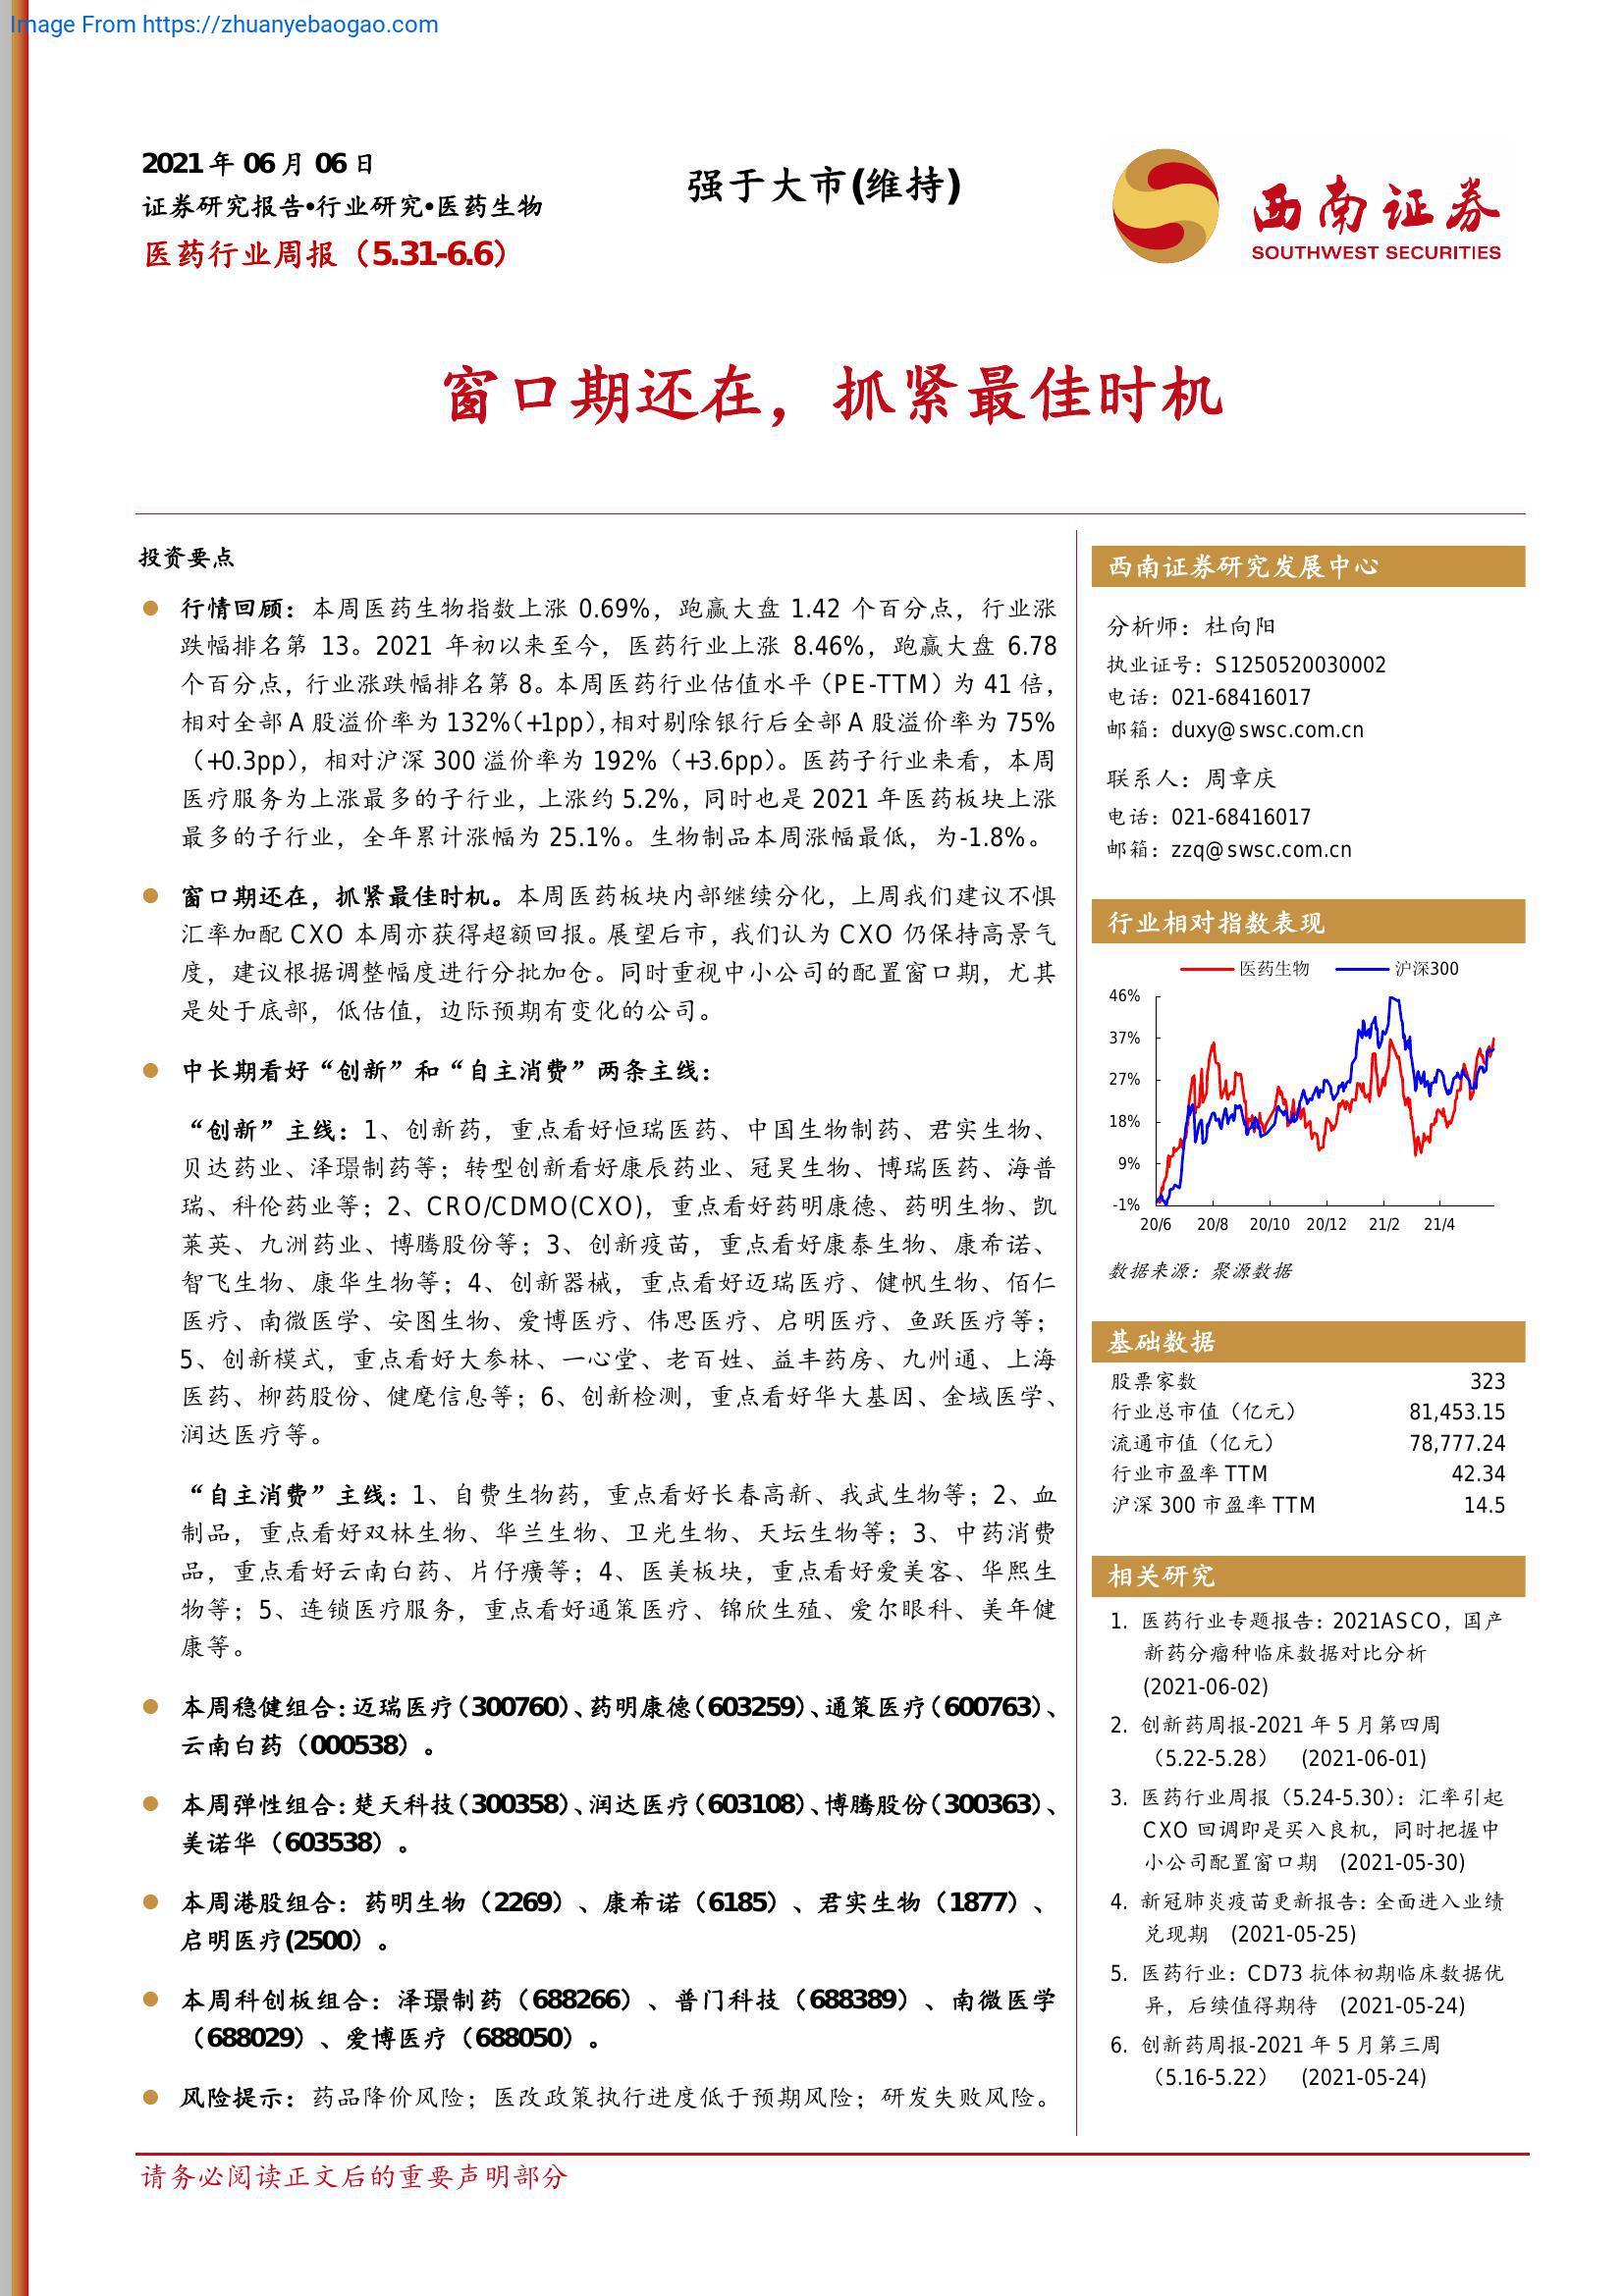 Image From https://zhuanyebaogao.com
2021 年 06 月 06 日
证券研究报告•行业研究•医药生物
医药行业周报（5.31-6.6）
强于大市(维持)
西南证券
SOUTHWEST SECURITIES
窗口期还在，抓紧最佳时机
投资要点
行情回顾：本周医药生物指数上涨 0.69%，跑赢大盘 1.42 个百分点，行业涨
跌幅排名第 13。2021 年初以来至今，医药行业上涨 8.46%，跑赢大盘 6.78
个百分点，行业涨跌幅排名第 8。本周医药行业估值水平（PE-TTM）为 41 倍，
相对全部 A 股溢价率为 132%（+1pp），相对剔除银行后全部 A 股溢价率为 75%
（+0.3pp），相对沪深 300 溢价率为 192%（+3.6pp）。医药子行业来看，本周
医疗服务为上涨最多的子行业，上涨约 5.2%，同时也是 2021 年医药板块上涨
最多的子行业，全年累计涨幅为 25.1%。生物制品本周涨幅最低，为-1.8%。
窗口期还在，抓紧最佳时机。本周医药板块内部继续分化，上周我们建议不惧
汇率加配 CXO 本周亦获得超额回报。展望后市，我们认为 CXO 仍保持高景气
度，建议根据调整幅度进行分批加仓。同时重视中小公司的配置窗口期，尤其
是处于底部，低估值，边际预期有变化的公司。
中长期看好“创新”和“自主消费”两条主线：
“创新”主线：1、创新药，重点看好恒瑞医药、中国生物制药、君实生物、
贝达药业、泽璟制药等；转型创新看好康辰药业、冠昊生物、博瑞医药、海普
瑞、科伦药业等；2、CRO/CDMO(CXO)，重点看好药明康德、药明生物、凯
莱英、九洲药业、博腾股份等；3、创新疫苗，重点看好康泰生物、康希诺、
智飞生物、康华生物等；4、创新器械，重点看好迈瑞医疗、健帆生物、佰仁
医疗、南微医学、安图生物、爱博医疗、伟思医疗、启明医疗、鱼跃医疗等；
5、创新模式，重点看好大参林、一心堂、老百姓、益丰药房、九州通、上海
医药、柳药股份、健麾信息等；6、创新检测，重点看好华大基因、金域医学、
润达医疗等。
“自主消费”主线：1、自费生物药，重点看好长春高新、我武生物等；2、血
制品，重点看好双林生物、华兰生物、卫光生物、天坛生物等；3、中药消费
品，重点看好云南白药、片仔癀等；4、医美板块，重点看好爱美客、华熙生
物等；5、连锁医疗服务，重点看好通策医疗、锦欣生殖、爱尔眼科、美年健
康等。
本周稳健组合：迈瑞医疗（300760）、药明康德（603259）、通策医疗（600763）、
云南白药（000538）。
本周弹性组合：楚天科技（300358）、润达医疗（603108）、博腾股份（300363）、
美诺华（603538）。
本周港股组合：药明生物（2269）、康希诺（6185）、君实生物（1877）、
启明医疗(2500）。
本周科创板组合：泽璟制药（688266）、普门科技（688389）、南微医学
（688029）、爱博医疗（688050）。
风险提示：药品降价风险；医改政策执行进度低于预期风险；研发失败风险。
西南证券研究发展中心
分析师：杜向阳
执业证号：S1250520030002
电话：021-68416017
邮箱：duxy@swsc.com.cn
联系人：周章庆
电话：021-68416017
邮箱：zzq@swsc.com.cn
行业相对指数表现
医药生物 沪深300
46%
37%
27%
18%
9%
-1%
20/6 20/8 20/10 20/12 21/2 21/4
数据来源：聚源数据
基础数据
股票家数 323
行业总市值（亿元） 81,453.15
流通市值（亿元） 78,777.24
行业市盈率 TTM 42.34
沪深 300 市盈率 TTM 14.5
相关研究
1. 医药行业专题报告：2021ASCO，国产
新药分瘤种临床数据对比分析
(2021-06-02)
2. 创新药周报-2021 年 5 月第四周
（5.22-5.28） (2021-06-01)
3. 医药行业周报（5.24-5.30）：汇率引起
CXO 回调即是买入良机，同时把握中
小公司配置窗口期 (2021-05-30)
4. 新冠肺炎疫苗更新报告：全面进入业绩
兑现期 (2021-05-25)
5. 医药行业：CD73 抗体初期临床数据优
异，后续值得期待 (2021-05-24)
6. 创新药周报-2021 年 5 月第三周
（5.16-5.22） (2021-05-24)
请务必阅读正文后的重要声明部分